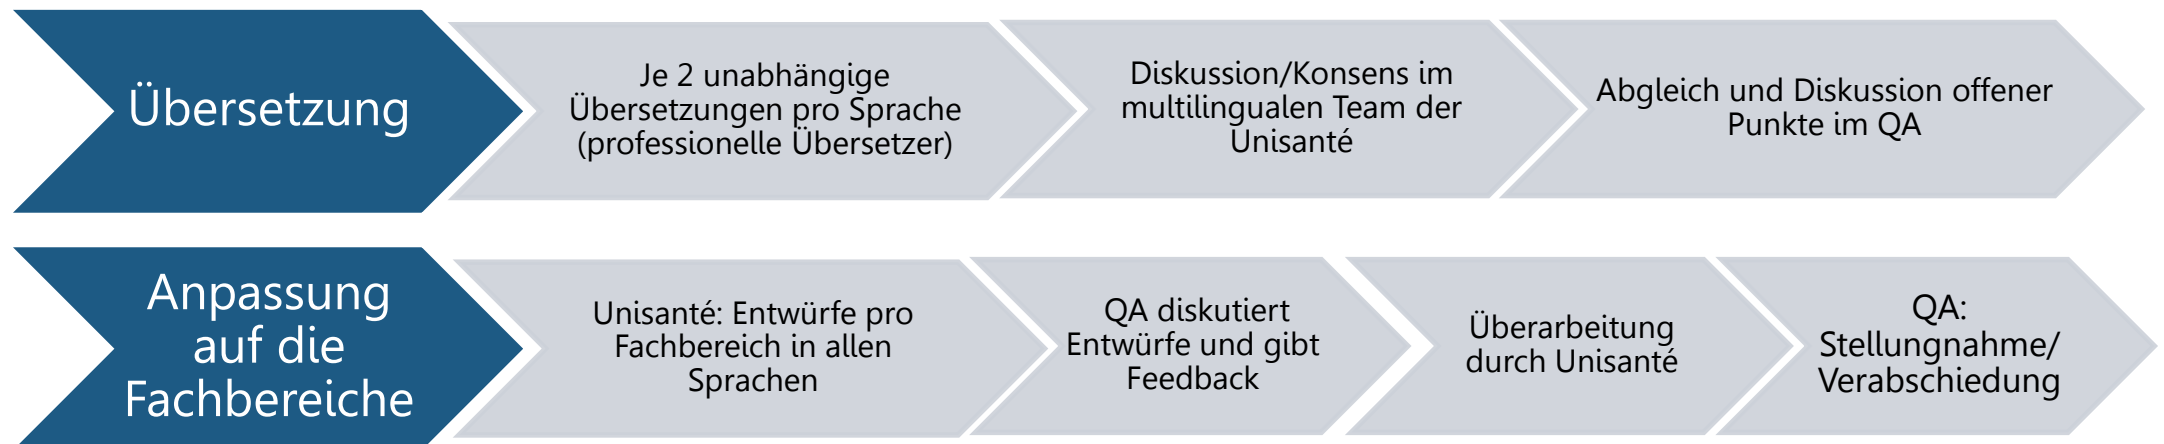 Übersetzung
Je 2 unabhängige
Übersetzungen pro Sprache
(professionelle Übersetzer)
Diskussion/Konsens im
multilingualen Team der
Unisanté
Abgleich und Diskussion offener
Punkte im QA
Anpassung
auf die
Fachbereiche
Unisanté: Entwürfe pro
Fachbereich in allen
Sprachen
QA diskutiert
Entwürfe und gibt
Feedback
Überarbeitung
durch Unisanté
QA:
Stellungnahme/
Verabschiedung